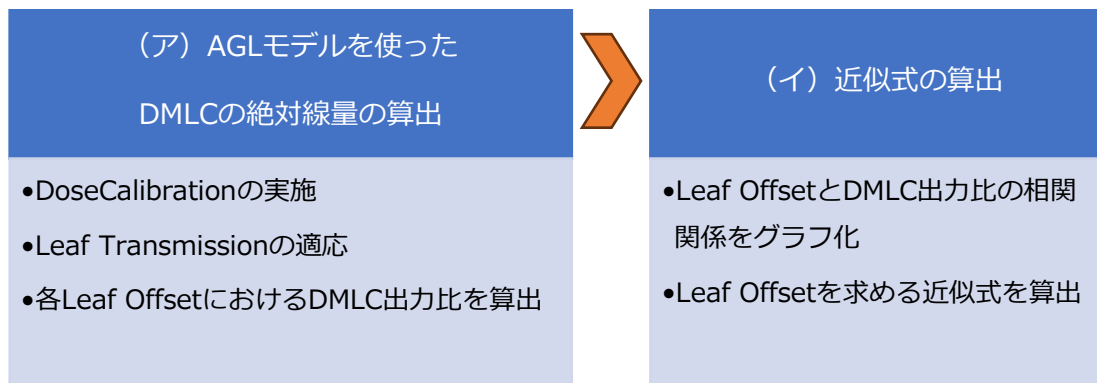 （ア）AGLモデルを使った
DMLCの絶対線量の算出
•DoseCalibrationの実施
•Leaf Transmissionの適応
•各Leaf OffsetにおけるDMLC出力比を算出
（イ）近似式の算出
•Leaf OffsetとDMLC出力比の相関
関係をグラフ化
•Leaf Offsetを求める近似式を算出